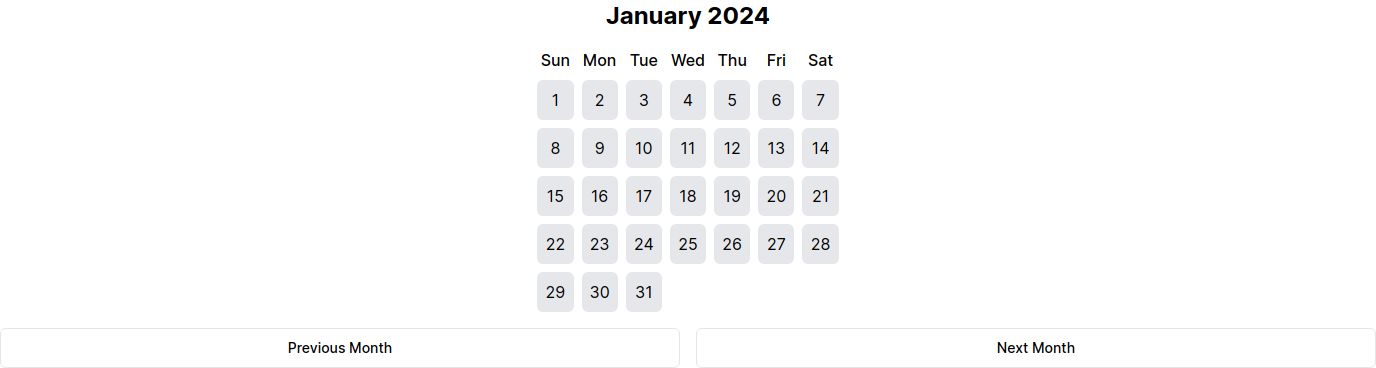 January 2024
Sun Mon Tue Wed Thu Fri Sat
1 2 3 4 5 6 7
8 9 10 11 12 13 14
15 16 17 18 19 20 21
22 23 24 25 26 27 28
29 30 31
Previous Month Next Month